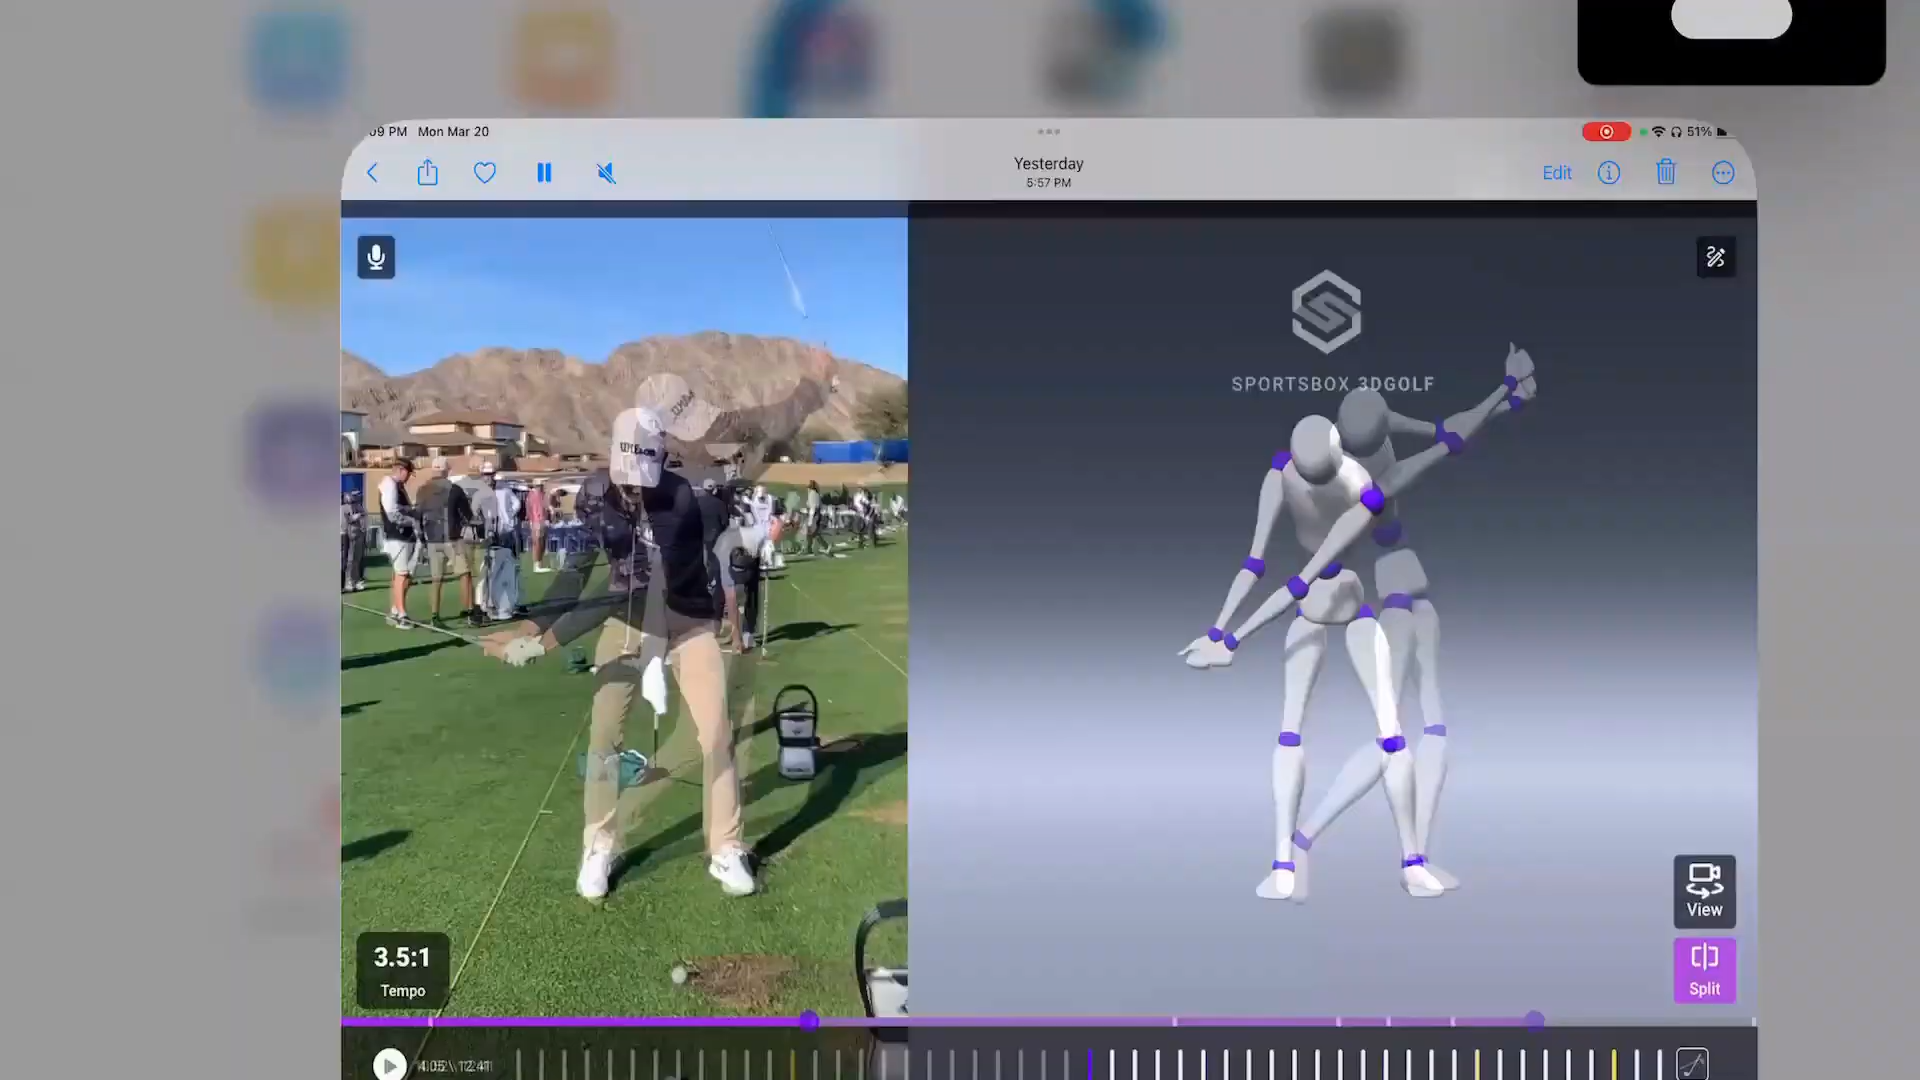 09 PM Mon Mar 20
51%
Yesterday
5:57 PM
Edit
SPORTSBOX 3DGOLF
Wilson
View
3.5:1
Tempo
Split